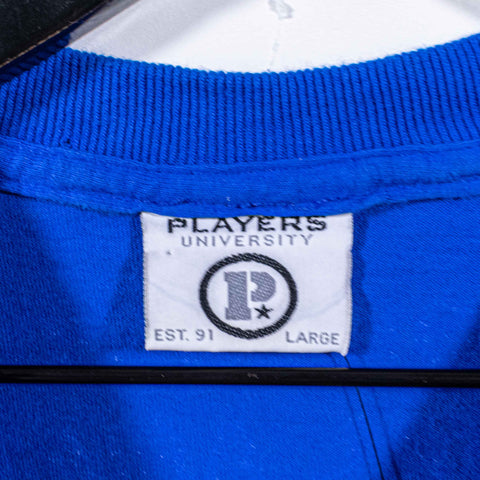 PLAYERS
UNIVERSITY
P
EST. 91 LARGE